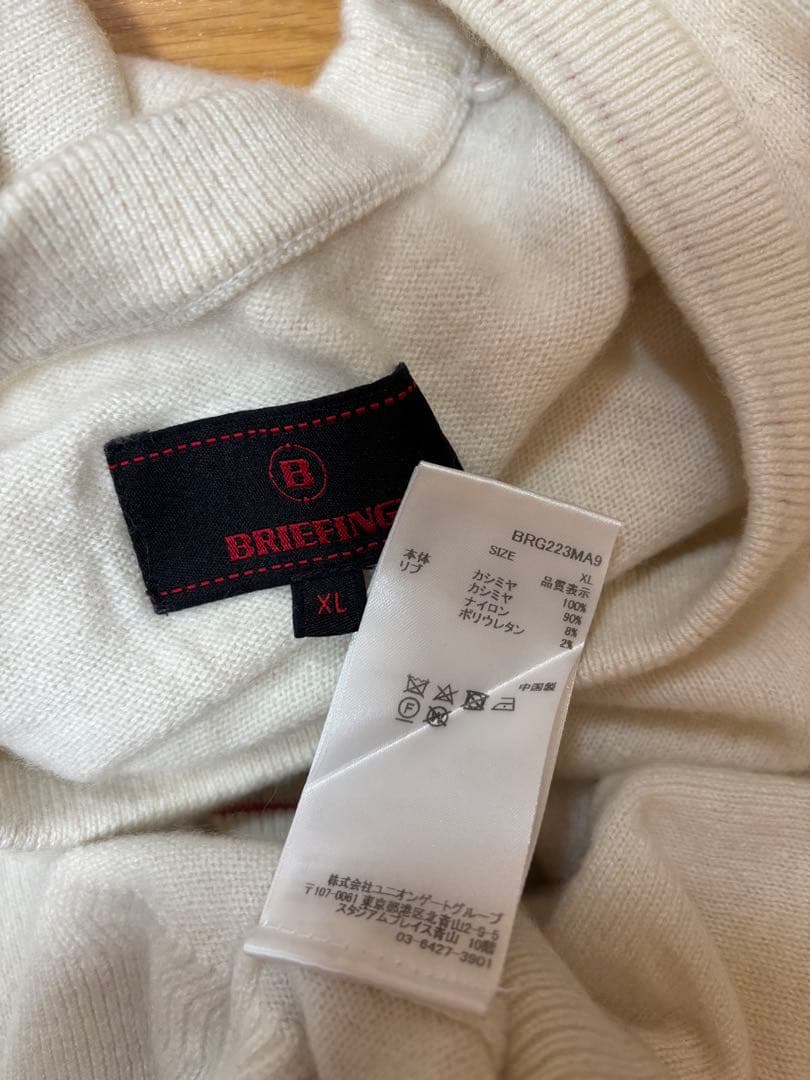 B
BRIEFING
XL
BRG223MA9
SIZE XL
品質表示
本体 カシミヤ 100%
リブ カシミヤ 90%
ナイロン 8%
ポリウレタン 2%
中国製
F
W
株式会社ユニオンゲートグループ
〒107-0061 東京都港区北青山2-9-5
スタジアムプレイス青山 10階
03-6427-3901